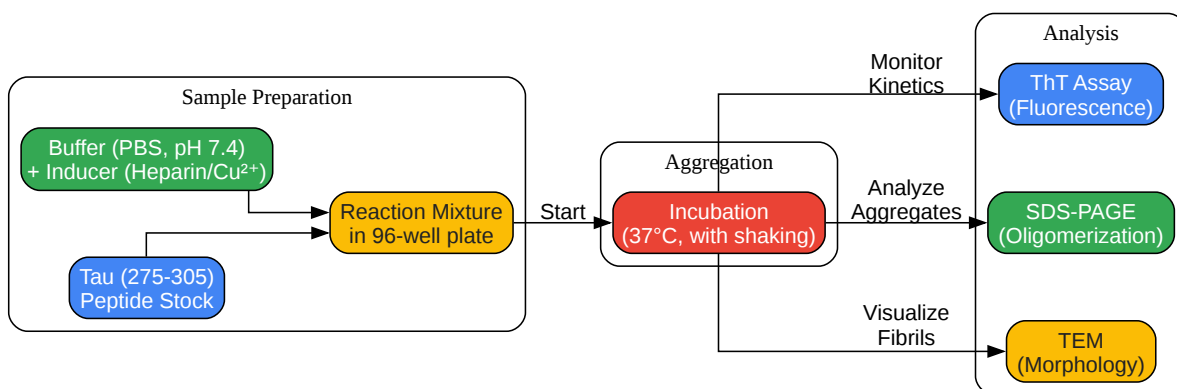 Sample Preparation
Buffer (PBS, pH 7.4)
+ Inducer (Heparin/Cu²⁺)
Tau (275-305)
Peptide Stock
Reaction Mixture
in 96-well plate
Start
Aggregation
Incubation
(37°C, with shaking)
Monitor
Kinetics
Analyze
Aggregates
Visualize
Fibrils
Analysis
ThT Assay
(Fluorescence)
SDS-PAGE
(Oligomerization)
TEM
(Morphology)